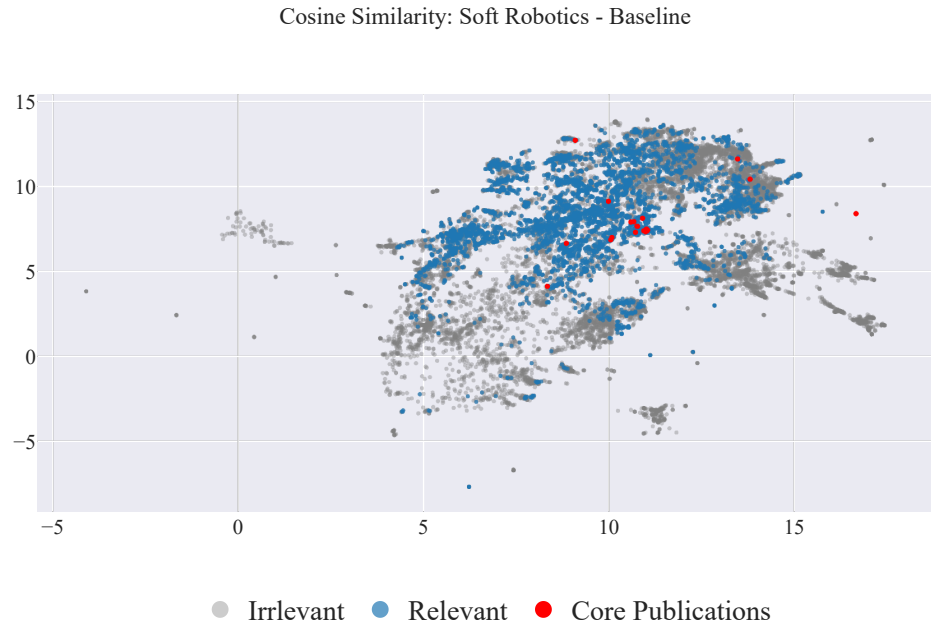 Cosine Similarity: Soft Robotics - Baseline
15
10
5
0
−5
−5 0 5 10 15
Irrlevant Relevant Core Publications